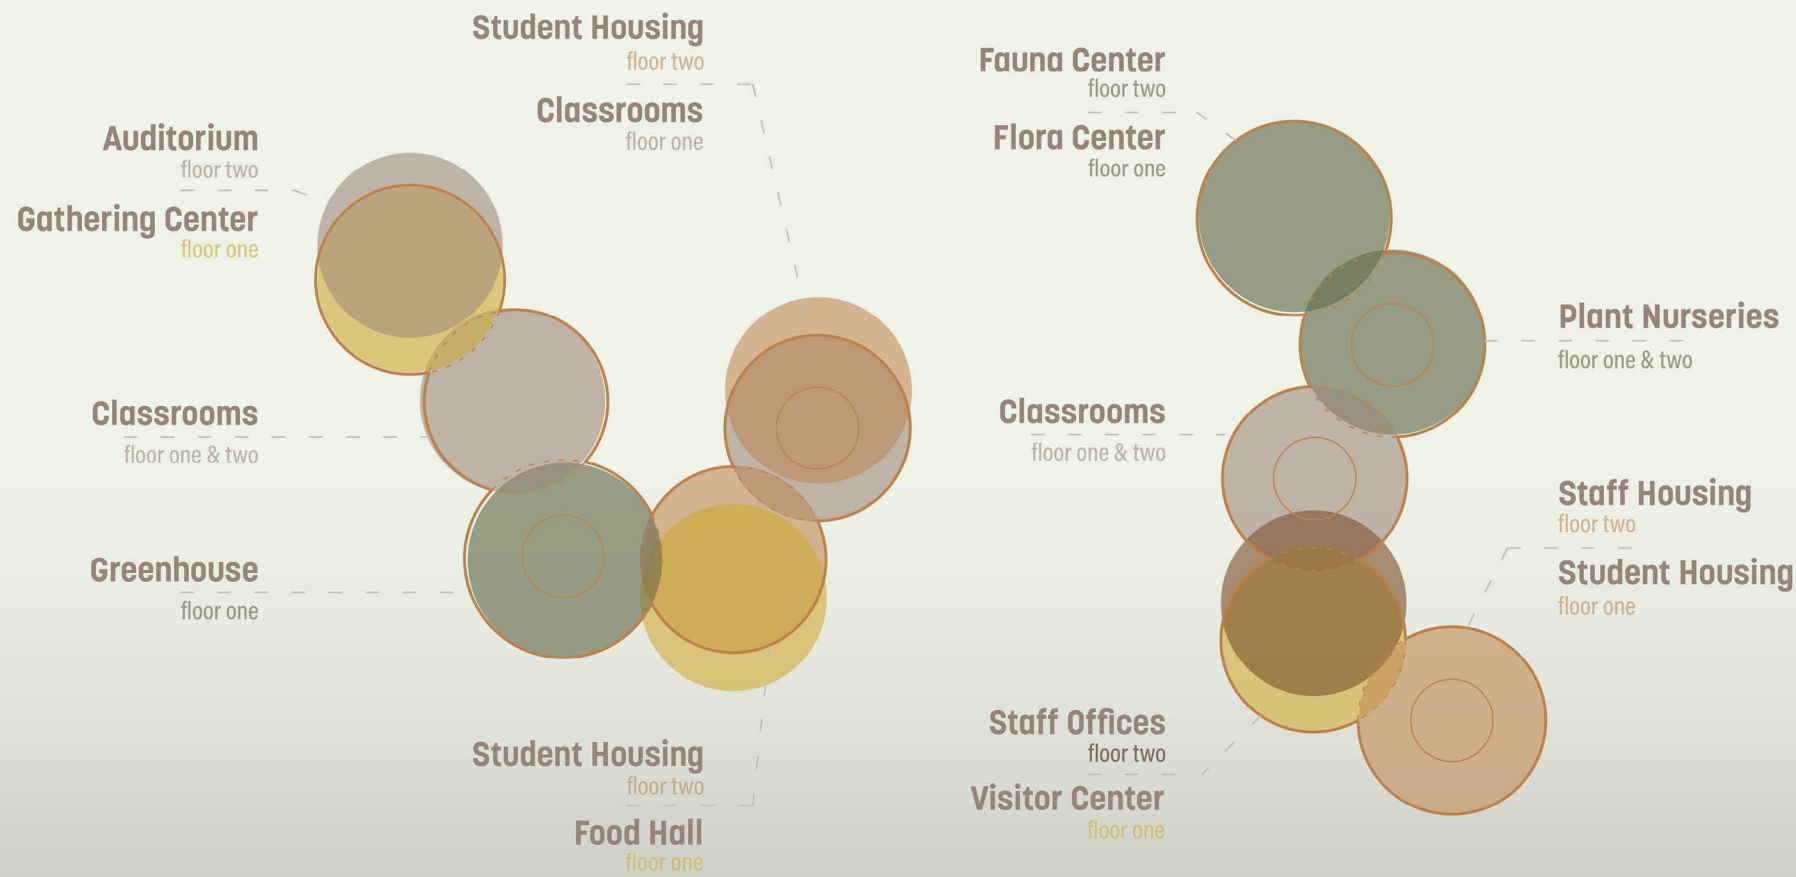 Student Housing
floor two
Classrooms
floor one
Auditorium
floor two
Gathering Center
floor one
Classrooms
floor one & two
Greenhouse
floor one
Student Housing
floor two
Food Hall
floor one
Fauna Center
floor two
Flora Center
floor one
Plant Nurseries
floor one & two
Classrooms
floor one & two
Staff Housing
floor two
Student Housing
floor one
Staff Offices
floor two
Visitor Center
floor one